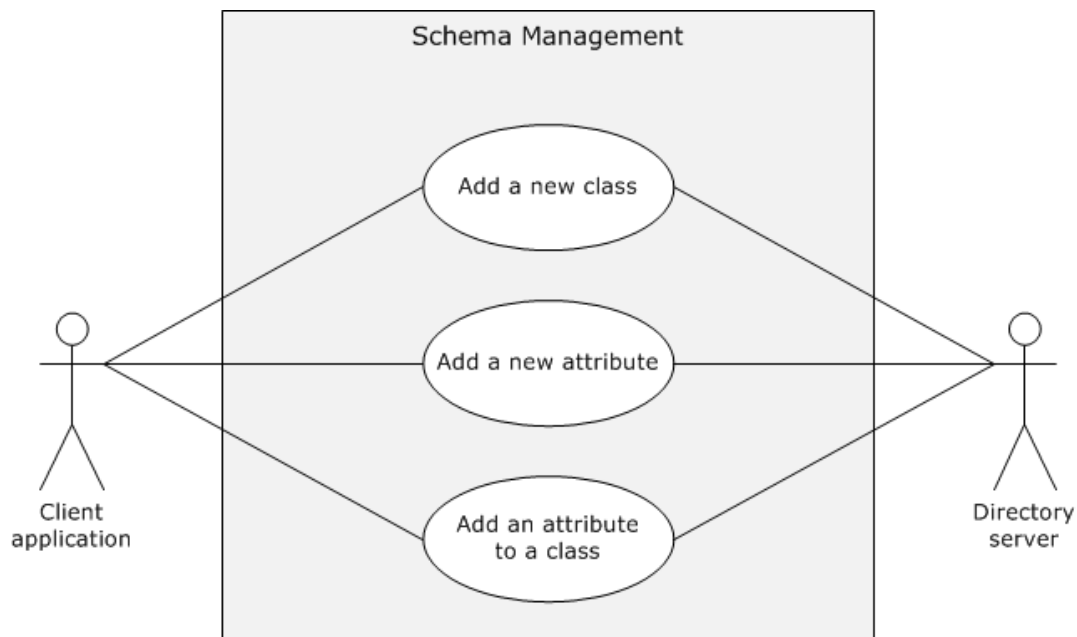 Schema Management
Add a new class
Add a new attribute
Add an attribute
to a class
Client
application
Directory
server